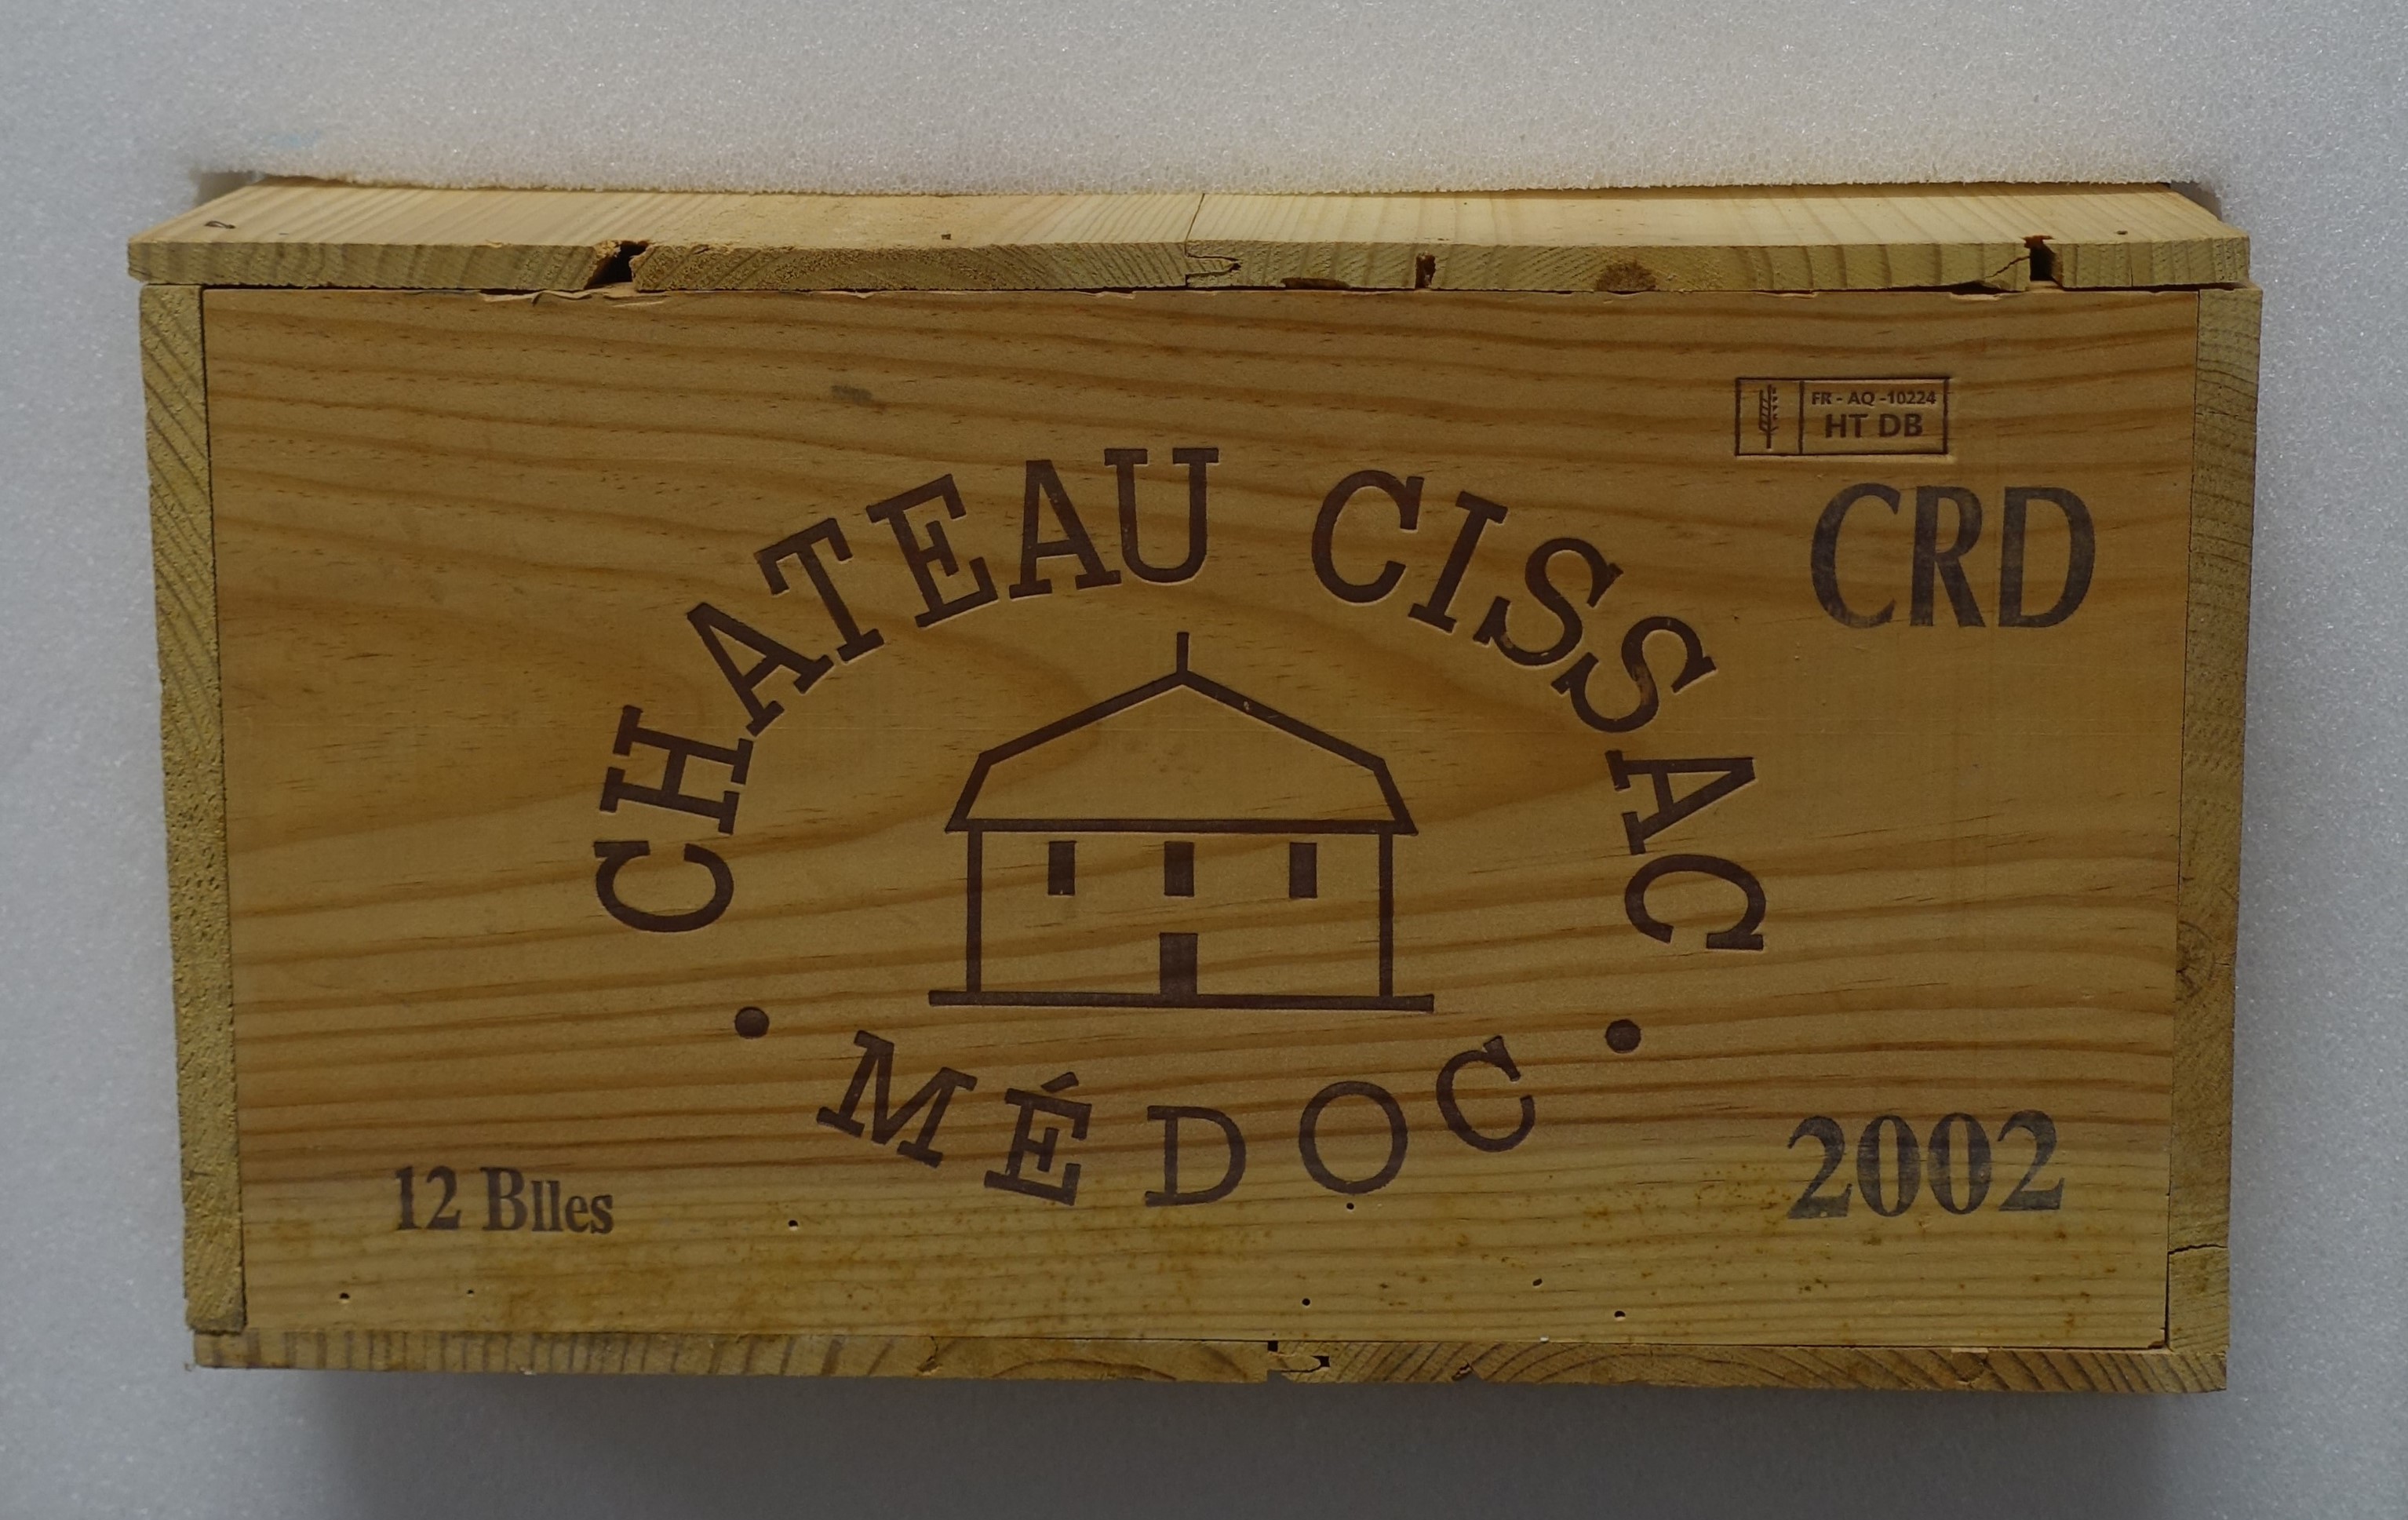 FR - AQ -10224
HT DB
CRD
CHATEAU CISSAC
• MÉDOC •
12 Blles
2002